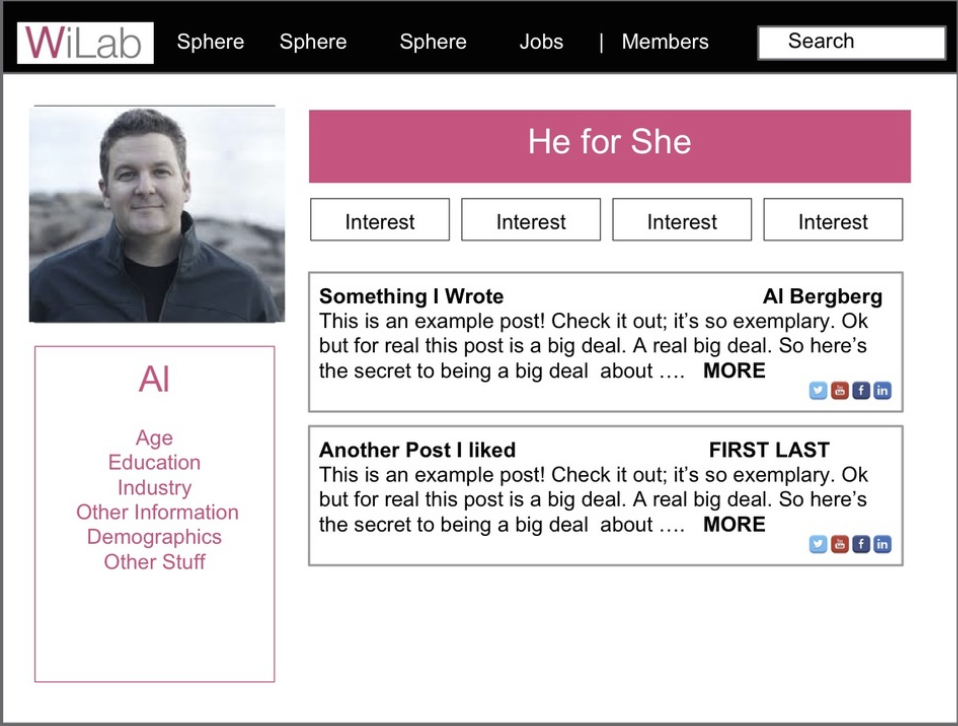 WiLab Sphere Sphere Sphere Jobs | Members Search
He for She
Interest Interest Interest Interest
Something I Wrote Al Bergberg
This is an example post! Check it out; it’s so exemplary. Ok
but for real this post is a big deal. A real big deal. So here’s
the secret to being a big deal about …. MORE
Another Post I liked FIRST LAST
This is an example post! Check it out; it’s so exemplary. Ok
but for real this post is a big deal. A real big deal. So here’s
the secret to being a big deal about …. MORE
Al
Age
Education
Industry
Other Information
Demographics
Other Stuff